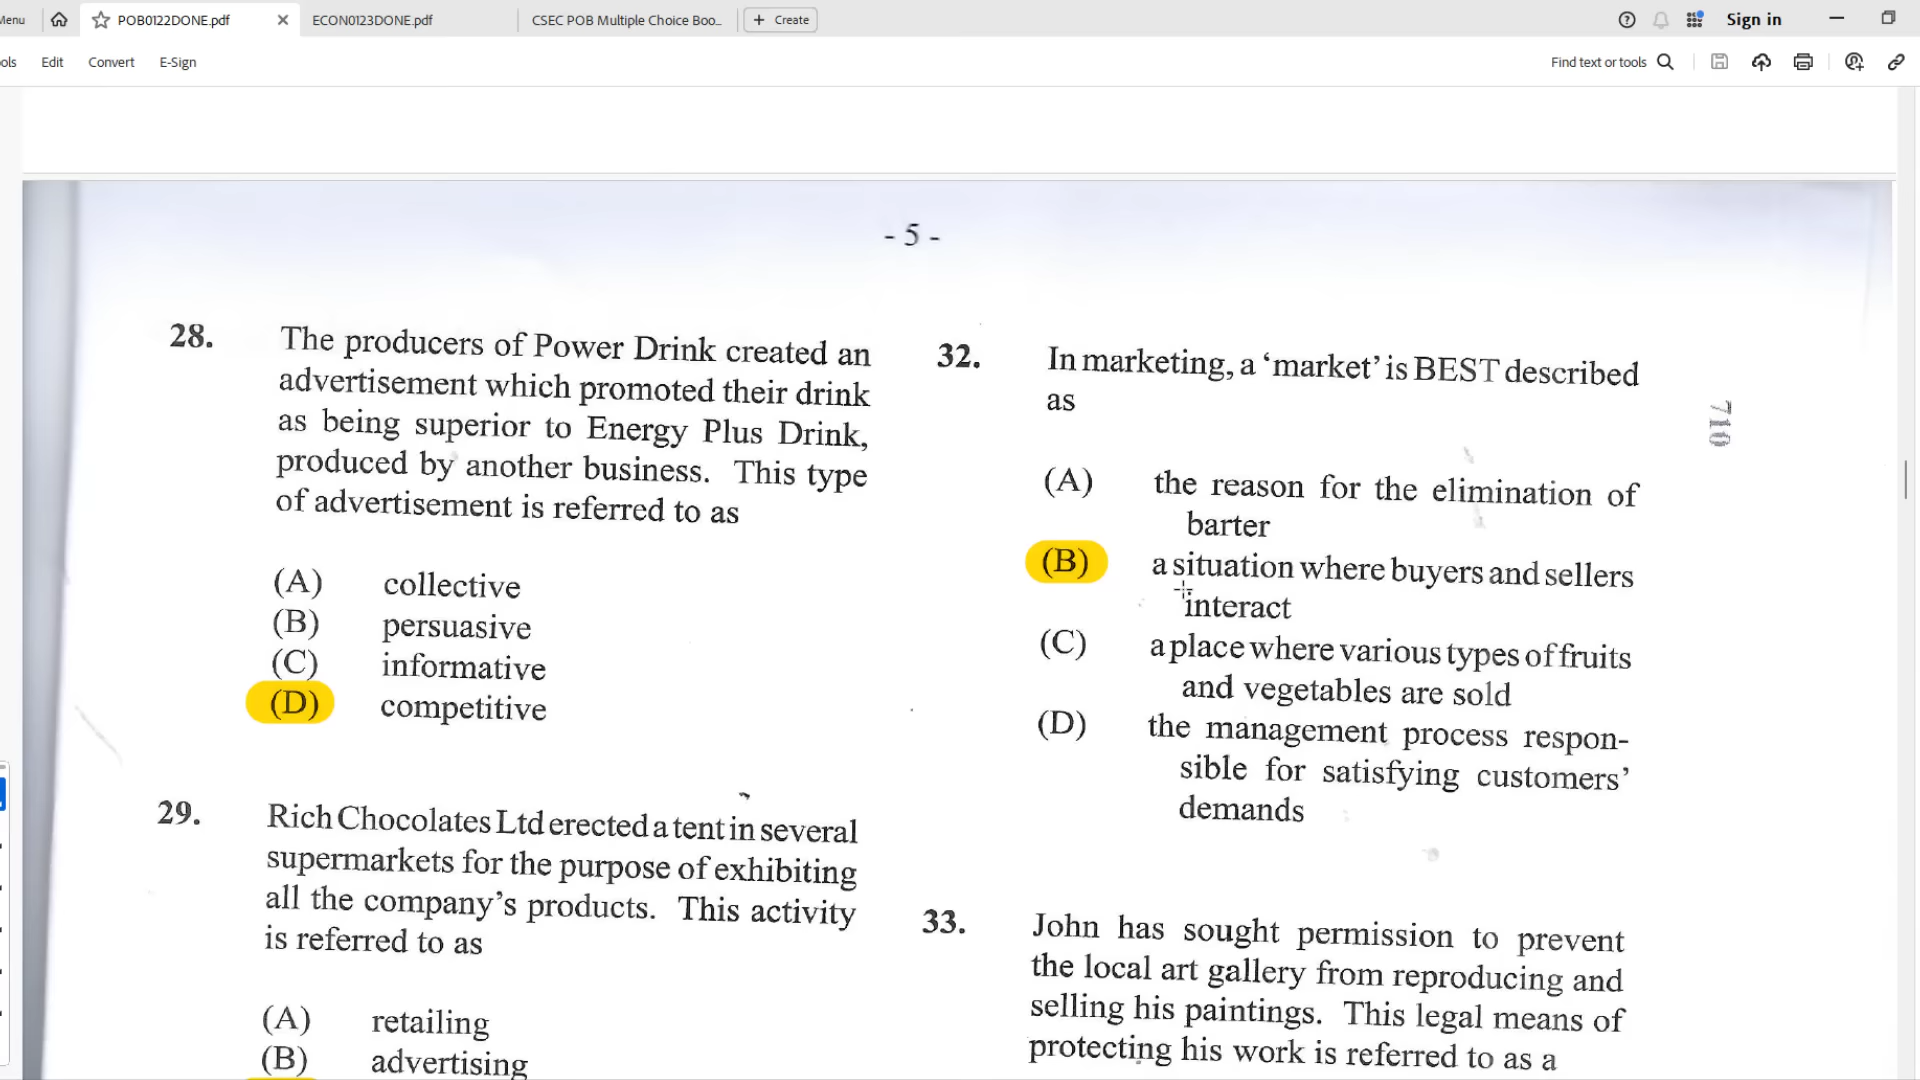 Menu
POB0122DONE.pdf
ECON0123DONE.pdf
CSEC POB Multiple Choice Boo...
+ Create
Sign in
ols
Edit
Convert
E-Sign
Find text or tools
- 5 -
28.
The producers of Power Drink created an
advertisement which promoted their drink
as being superior to Energy Plus Drink,
produced by another business. This type
of advertisement is referred to as
(A) collective
(B) persuasive
(C) informative
(D) competitive
29.
Rich Chocolates Ltd erected a tent in several
supermarkets for the purpose of exhibiting
all the company's products. This activity
is referred to as
(A) retailing
(B) advertising
32.
In marketing, a ‘market’ is BEST described
as
(A) the reason for the elimination of
barter
(B) a situation where buyers and sellers
interact
(C) a place where various types of fruits
and vegetables are sold
(D) the management process respon-
sible for satisfying customers’
demands
33.
John has sought permission to prevent
the local art gallery from reproducing and
selling his paintings. This legal means of
protecting his work is referred to as a
710